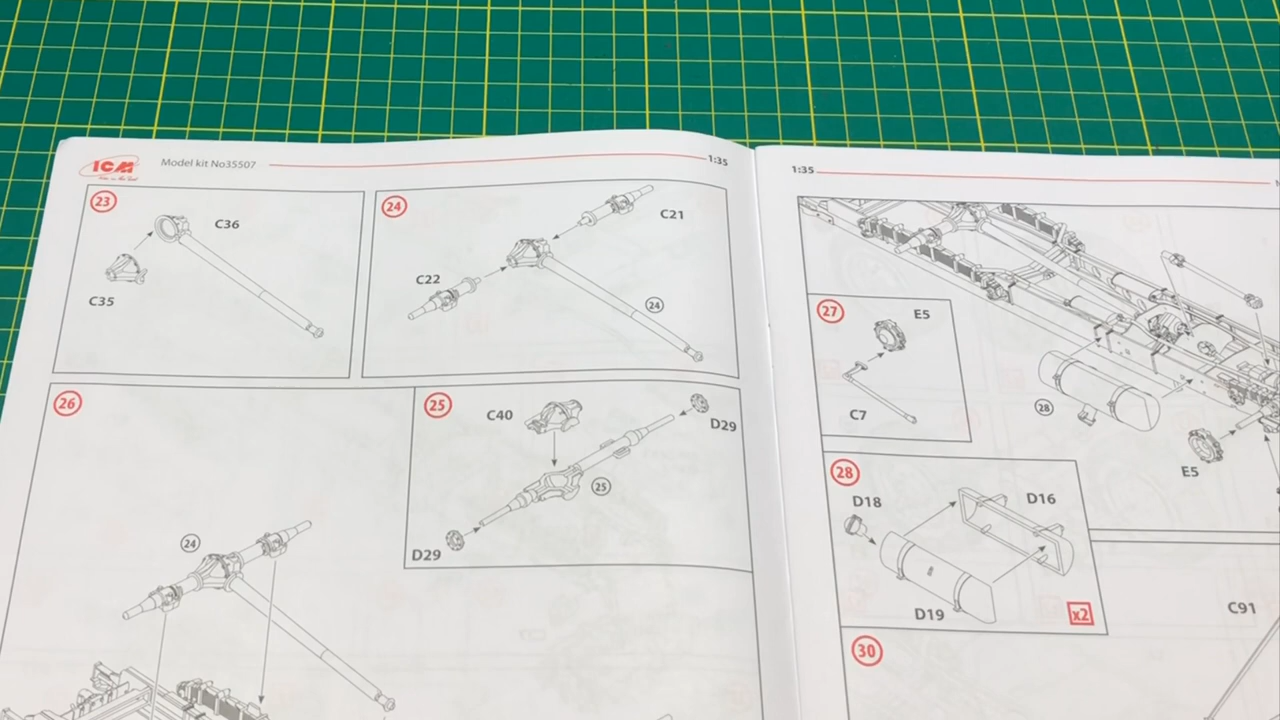 ICM
Model kit No35507
1:35
23
C36
C35
24
C21
C22
24
26
24
25
C40
D29
25
D29
1:35
27
E5
C7
28
E5
28
D18
D16
D19
x2
C91
30